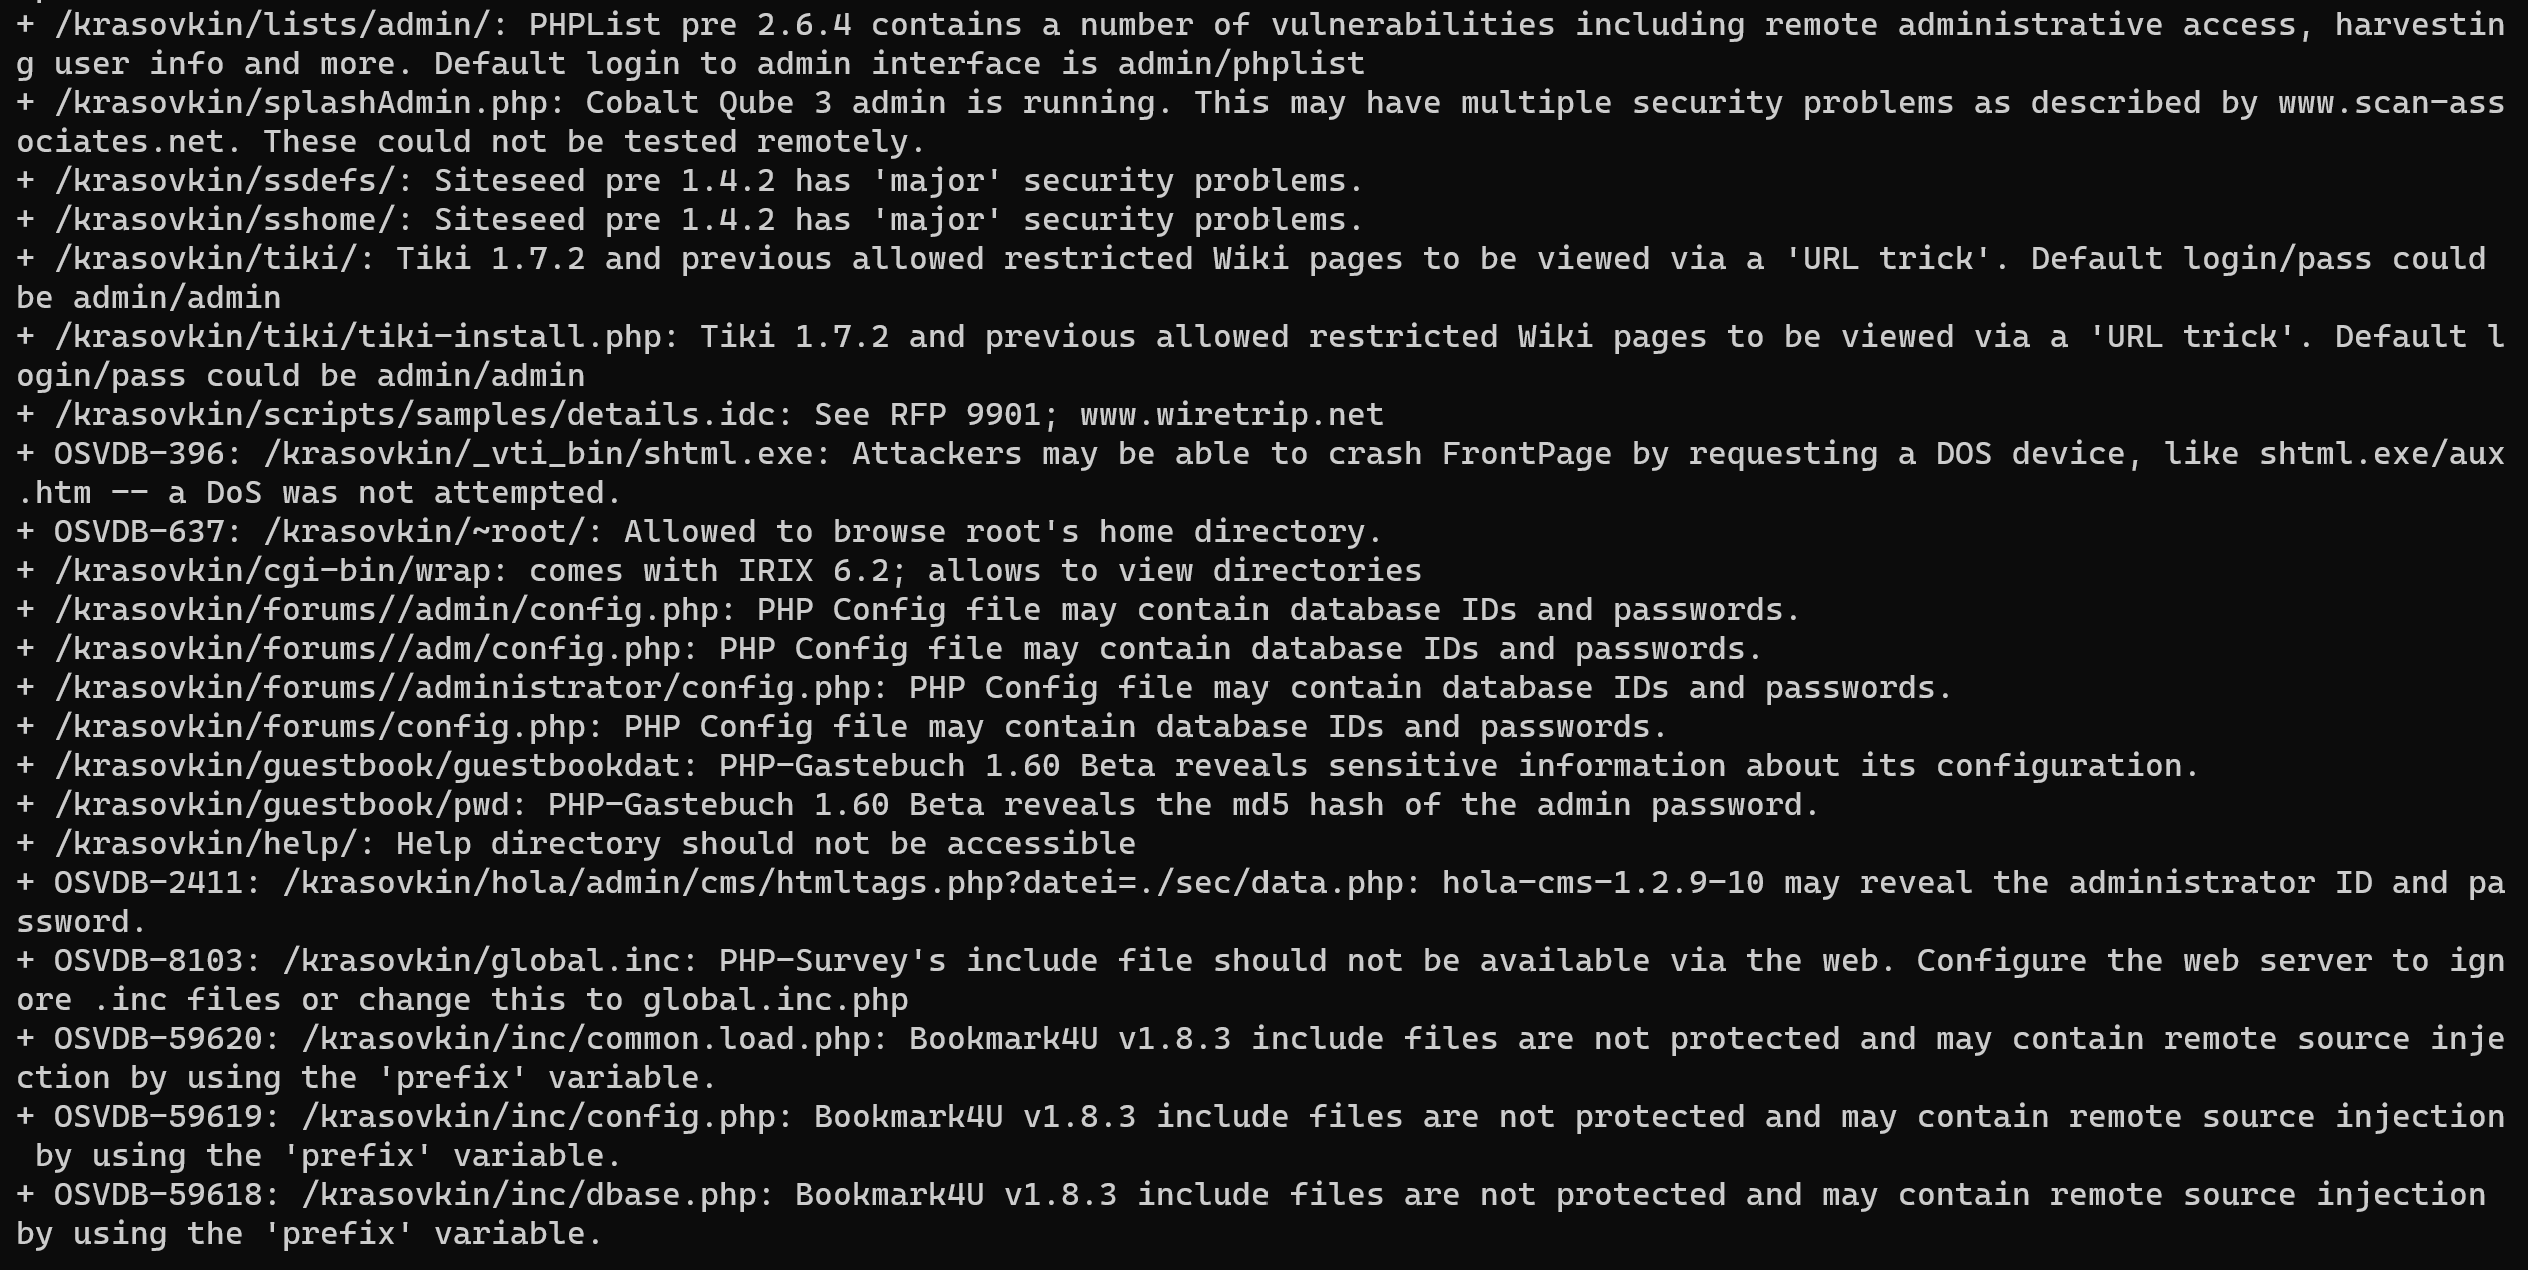 + /krasovkin/lists/admin/: PHPList pre 2.6.4 contains a number of vulnerabilities including remote administrative access, harvestin
g user info and more. Default login to admin interface is admin/phplist
+ /krasovkin/splashAdmin.php: Cobalt Qube 3 admin is running. This may have multiple security problems as described by www.scan-ass
ociates.net. These could not be tested remotely.
+ /krasovkin/ssdefs/: Siteseed pre 1.4.2 has 'major' security problems.
+ /krasovkin/sshome/: Siteseed pre 1.4.2 has 'major' security problems.
+ /krasovkin/tiki/: Tiki 1.7.2 and previous allowed restricted Wiki pages to be viewed via a 'URL trick'. Default login/pass could
be admin/admin
+ /krasovkin/tiki/tiki-install.php: Tiki 1.7.2 and previous allowed restricted Wiki pages to be viewed via a 'URL trick'. Default l
ogin/pass could be admin/admin
+ /krasovkin/scripts/samples/details.idc: See RFP 9901; www.wiretrip.net
+ OSVDB-396: /krasovkin/_vti_bin/shtml.exe: Attackers may be able to crash FrontPage by requesting a DOS device, like shtml.exe/aux
.htm -- a DoS was not attempted.
+ OSVDB-637: /krasovkin/~root/: Allowed to browse root's home directory.
+ /krasovkin/cgi-bin/wrap: comes with IRIX 6.2; allows to view directories
+ /krasovkin/forums//admin/config.php: PHP Config file may contain database IDs and passwords.
+ /krasovkin/forums//adm/config.php: PHP Config file may contain database IDs and passwords.
+ /krasovkin/forums//administrator/config.php: PHP Config file may contain database IDs and passwords.
+ /krasovkin/forums/config.php: PHP Config file may contain database IDs and passwords.
+ /krasovkin/guestbook/guestbookdat: PHP-Gastebuch 1.60 Beta reveals sensitive information about its configuration.
+ /krasovkin/guestbook/pwd: PHP-Gastebuch 1.60 Beta reveals the md5 hash of the admin password.
+ /krasovkin/help/: Help directory should not be accessible
+ OSVDB-2411: /krasovkin/hola/admin/cms/htmltags.php?datei=./sec/data.php: hola-cms-1.2.9-10 may reveal the administrator ID and pa
ssword.
+ OSVDB-8103: /krasovkin/global.inc: PHP-Survey's include file should not be available via the web. Configure the web server to ign
ore .inc files or change this to global.inc.php
+ OSVDB-59620: /krasovkin/inc/common.load.php: Bookmark4U v1.8.3 include files are not protected and may contain remote source inje
ction by using the 'prefix' variable.
+ OSVDB-59619: /krasovkin/inc/config.php: Bookmark4U v1.8.3 include files are not protected and may contain remote source injection
 by using the 'prefix' variable.
+ OSVDB-59618: /krasovkin/inc/dbase.php: Bookmark4U v1.8.3 include files are not protected and may contain remote source injection
by using the 'prefix' variable.